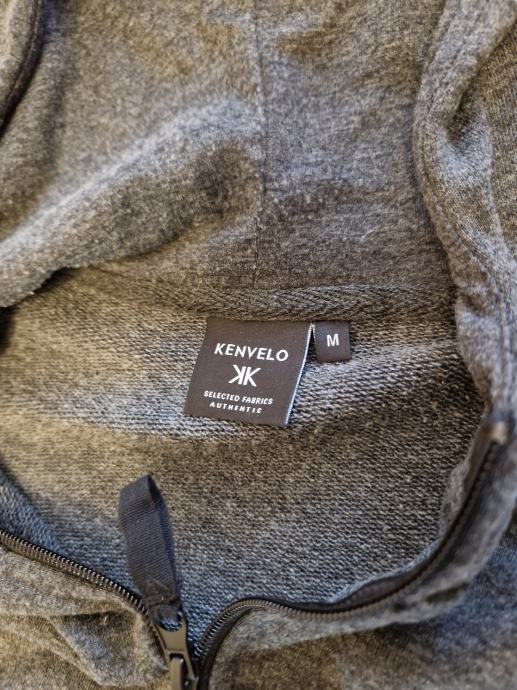 KENVELO
KK
SELECTED FABRICS
AUTHENTIC
M